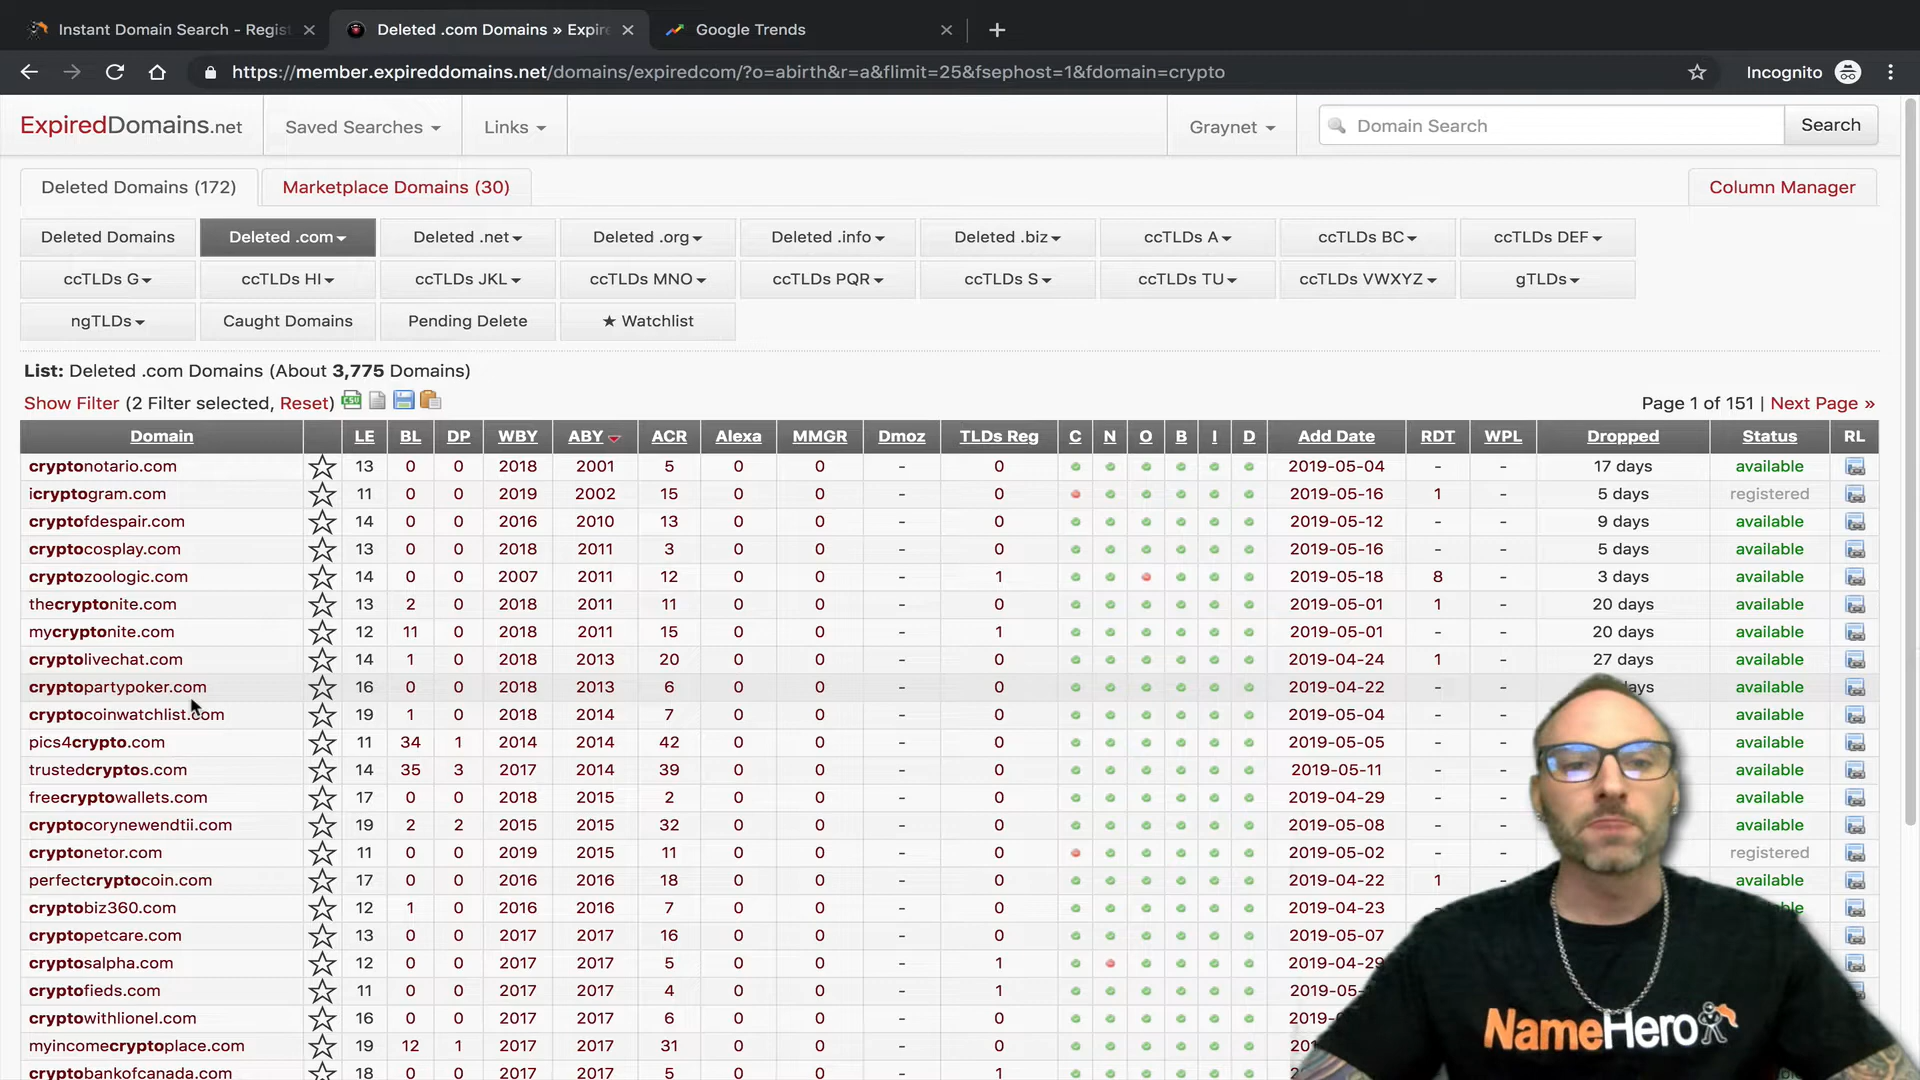 Instant Domain Search - Regis
Deleted .com Domains » Expire
Google Trends
https://member.expireddomains.net/domains/expiredcom/?o=abirth&r=a&flimit=25&fsephost=1&fdomain=crypto
Incognito
ExpiredDomains.net
Saved Searches
Links
Graynet
Domain Search
Search
Deleted Domains (172)
Marketplace Domains (30)
Column Manager
Deleted Domains Deleted .com Deleted .net Deleted .org Deleted .info Deleted .biz ccTLDs A ccTLDs BC ccTLDs DEF
ccTLDs G ccTLDs HI ccTLDs JKL ccTLDs MNO ccTLDs PQR ccTLDs S ccTLDs TU ccTLDs VWXYZ gTLDs
ngTLDs Caught Domains Pending Delete ★ Watchlist
List: Deleted .com Domains (About 3,775 Domains)
Show Filter (2 Filter selected, Reset) CSV
Page 1 of 151 | Next Page »
Domain LE BL DP WBY ABY ACR Alexa MMGR Dmoz TLDs Reg C N O B I D Add Date RDT WPL Dropped Status RL
cryptonotario.com 13 0 0 2018 2001 5 0 0 - 0 2019-05-04 - - 17 days available
icryptogram.com 11 0 0 2019 2002 15 0 0 - 0 2019-05-16 1 - 5 days registered
cryptofdespair.com 14 0 0 2016 2010 13 0 0 - 0 2019-05-12 - - 9 days available
cryptocosplay.com 13 0 0 2018 2011 3 0 0 - 0 2019-05-16 - - 5 days available
cryptozoologic.com 14 0 0 2007 2011 12 0 0 - 1 2019-05-18 8 - 3 days available
thecryptonite.com 13 2 0 2018 2011 11 0 0 - 0 2019-05-01 1 - 20 days available
mycryptonite.com 12 11 0 2018 2011 15 0 0 - 1 2019-05-01 - - 20 days available
cryptolivechat.com 14 1 0 2018 2013 20 0 0 - 0 2019-04-24 1 - 27 days available
cryptopartypoker.com 16 0 0 2018 2013 6 0 0 - 0 2019-04-22 - - days available
cryptocoinwatchlist.com 19 1 0 2018 2014 7 0 0 - 0 2019-05-04 - - available
pics4crypto.com 11 34 1 2014 2014 42 0 0 - 0 2019-05-05 - - available
trustedcryptos.com 14 35 3 2017 2014 39 0 0 - 0 2019-05-11 - - available
freecryptowallets.com 17 0 0 2018 2015 2 0 0 - 0 2019-04-29 - - available
cryptocorynewendtii.com 19 2 2 2015 2015 32 0 0 - 0 2019-05-08 - - available
cryptonetor.com 11 0 0 2019 2015 11 0 0 - 0 2019-05-02 - - registered
perfectcryptocoin.com 17 0 0 2016 2016 18 0 0 - 0 2019-04-22 1 - available
cryptobiz360.com 12 1 0 2016 2016 7 0 0 - 0 2019-04-23
cryptopetcare.com 13 0 0 2017 2017 16 0 0 - 0 2019-05-07
cryptosalpha.com 12 0 0 2017 2017 5 0 0 - 1 2019-04-29
cryptofieds.com 11 0 0 2017 2017 4 0 0 - 1 2019-05-
cryptowithlionel.com 16 0 0 2017 2017 6 0 0 - 0 2019-
myincomecryptoplace.com 19 12 1 2017 2017 31 0 0 - 0 201
cryptobankofcanada.com 18 0 0 2017 2017 5 0 0 - 1
NameHero